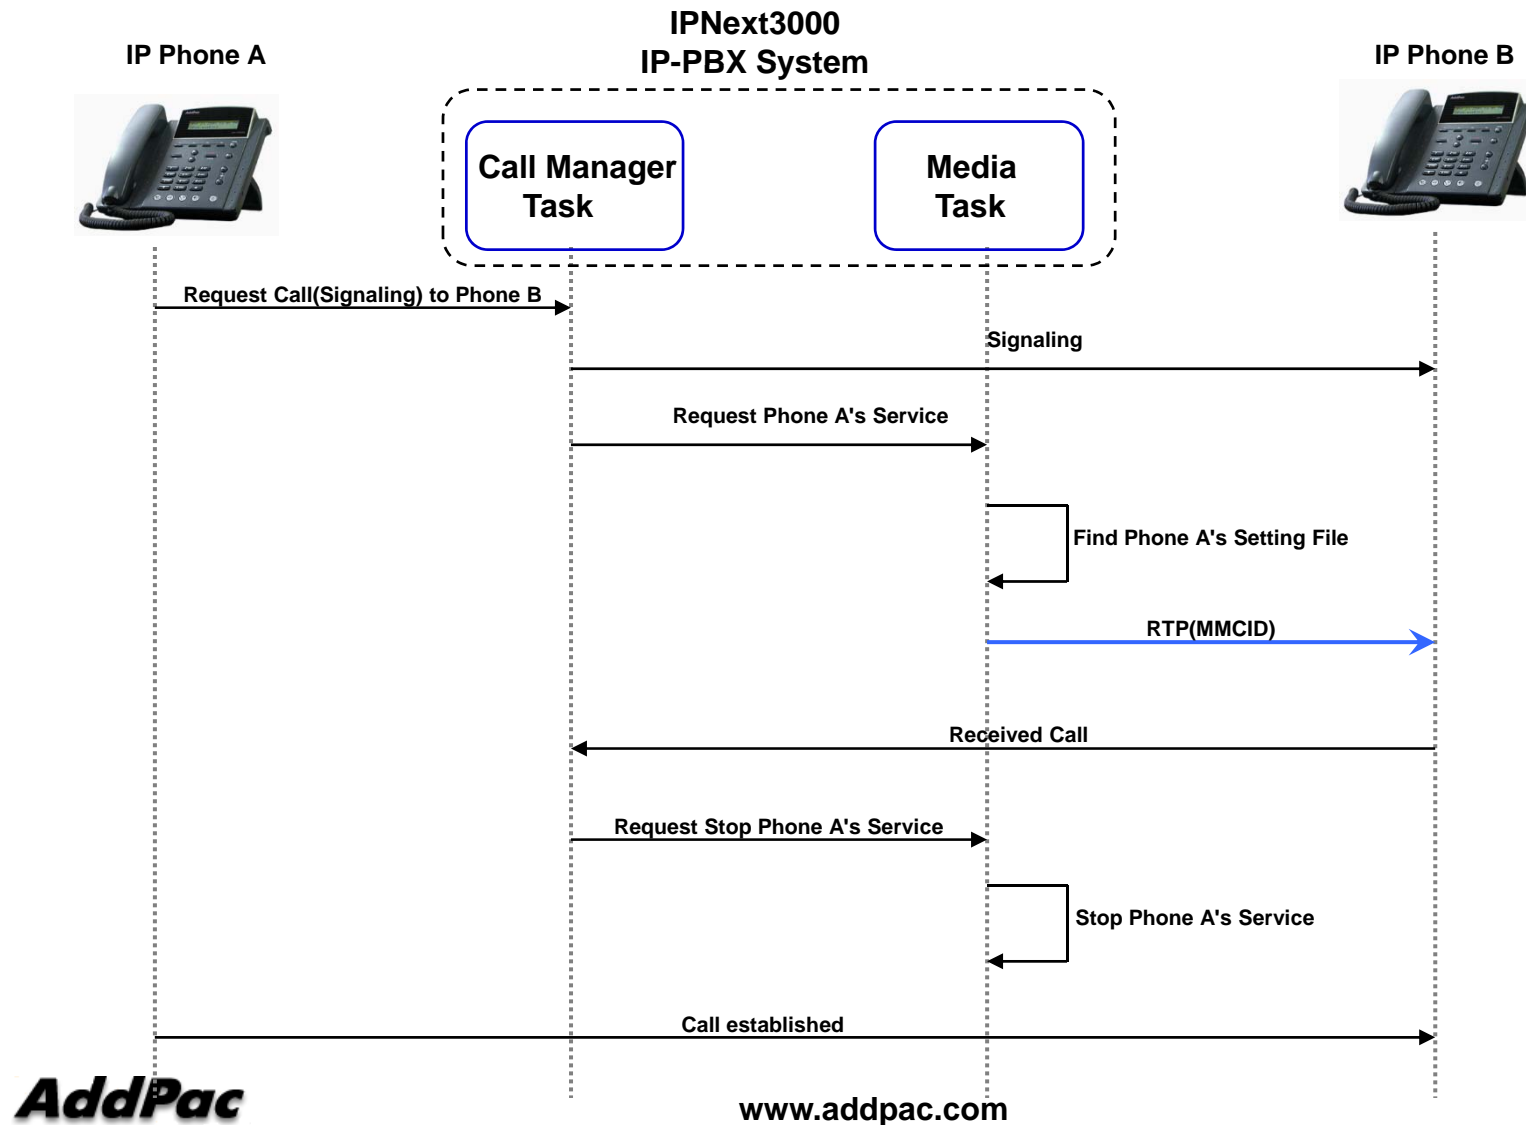 IPNext3000
IP-PBX System
IP Phone A
IP Phone B
Call Manager
Task
Media
Task
Request Call(Signaling) to Phone B
Signaling
Request Phone A's Service
Find Phone A's Setting File
RTP(MMCID)
Received Call
Request Stop Phone A's Service
Stop Phone A's Service
Call established
AddPac
www.addpac.com